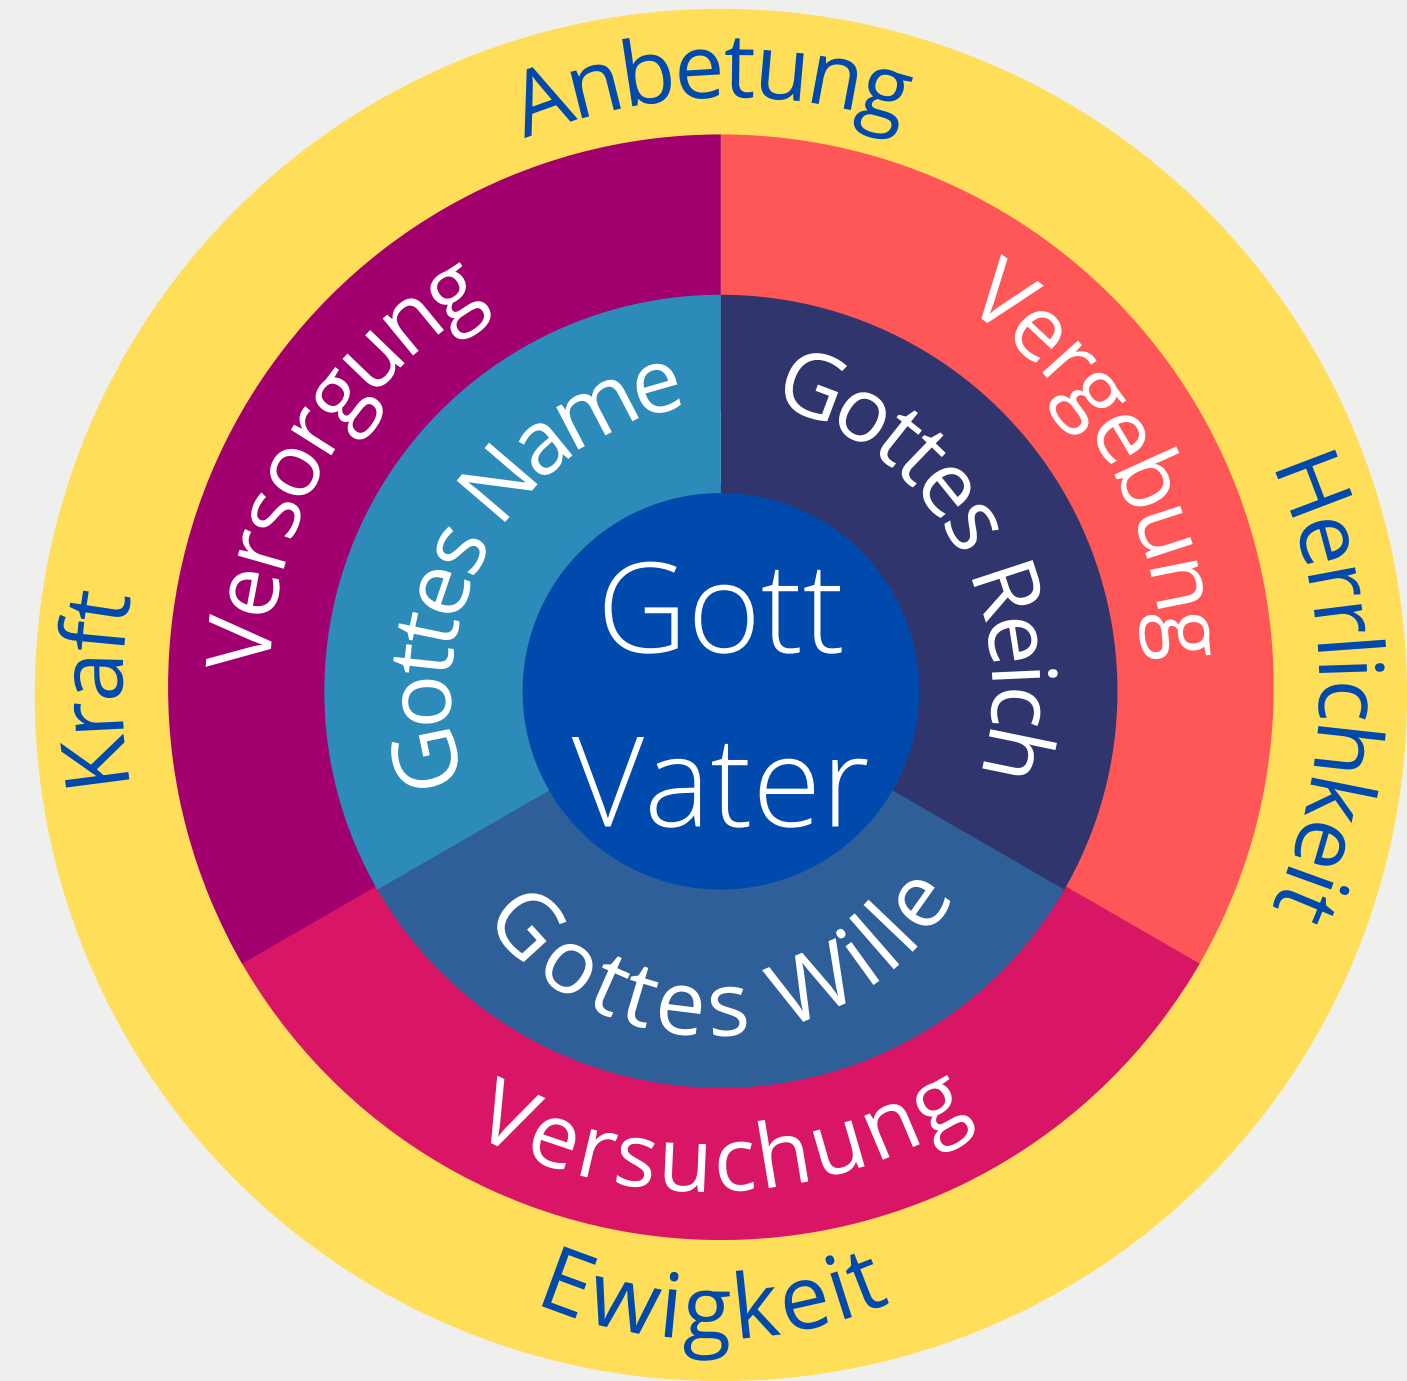 Anbetung
Versorgung
Vergebung
Gottes Name
Gottes Reich
Herrlichkeit
Kraft
Gott
Vater
Gottes Wille
Versuchung
Ewigkeit